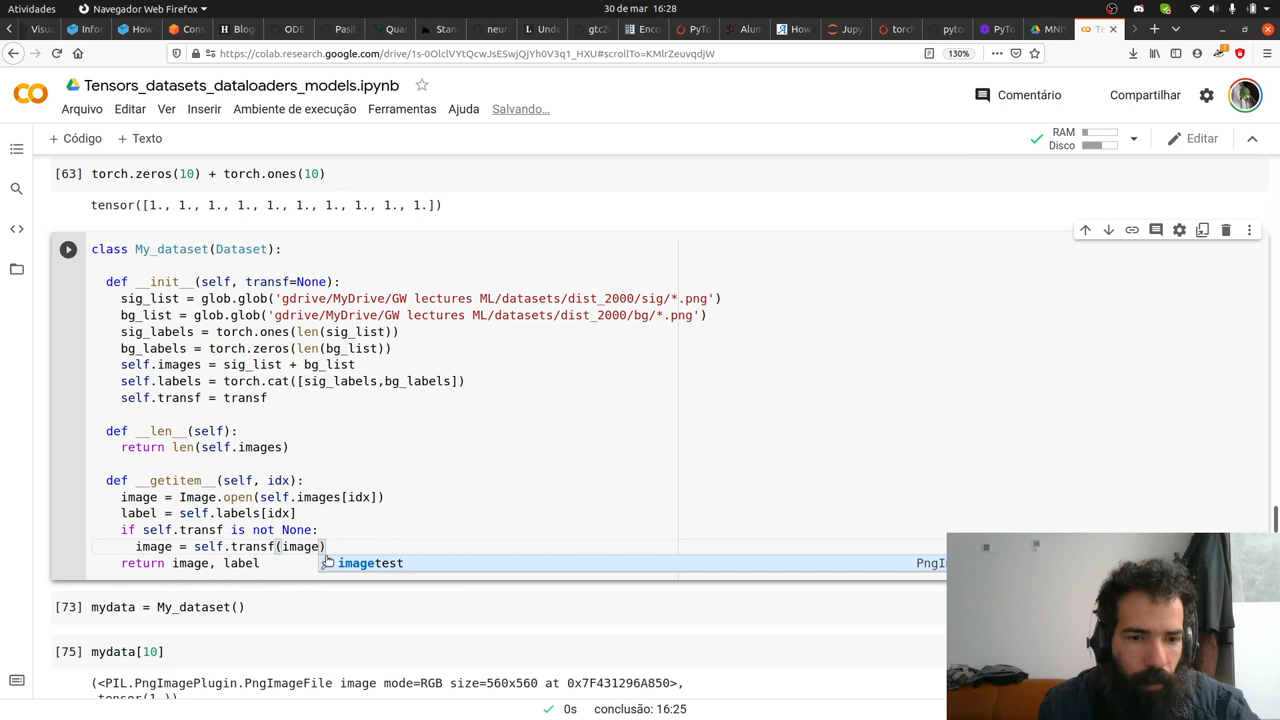 Atividades
Navegador Web FireFox
30 de mar 16:28
Visu
Infor
How
Cons
Hec
Blog
ODE
Pasit
Quar
Stan
Und
gtc2
Enco
PyTo
Alum
How
Jupy
torch
pyto
PyTo
MNIS
Te
https://colab.research.google.com/drive/1s-0OlclVYtQcwJsESwjQjYh0V3q1_HXU#scrollTo=KMlrZeuvqdJW
130%
Tensors_datasets_dataloaders_models.ipynb
Arquivo Editar Ver Inserir Ambiente de execução Ferramentas Ajuda Salvando...
Comentário
Compartilhar
+ Código + Texto
RAM
Disco
Editar
[63] torch.zeros(10) + torch.ones(10)
tensor([1., 1., 1., 1., 1., 1., 1., 1., 1., 1.])
class My_dataset(Dataset):
def __init__(self, transf=None):
sig_list = glob.glob('gdrive/MyDrive/GW lectures ML/datasets/dist_2000/sig/*.png')
bg_list = glob.glob('gdrive/MyDrive/GW lectures ML/datasets/dist_2000/bg/*.png')
sig_labels = torch.ones(len(sig_list))
bg_labels = torch.zeros(len(bg_list))
self.images = sig_list + bg_list
self.labels = torch.cat([sig_labels,bg_labels])
self.transf = transf
def __len__(self):
return len(self.images)
def __getitem__(self, idx):
image = Image.open(self.images[idx])
label = self.labels[idx]
if self.transf is not None:
image = self.transf(image)
return image, label
imagetest
PngIm
[73] mydata = My_dataset()
[75] mydata[10]
(<PIL.PngImagePlugin.PngImageFile image mode=RGB size=560x560 at 0x7F431296A850>,
0s conclusão: 16:25